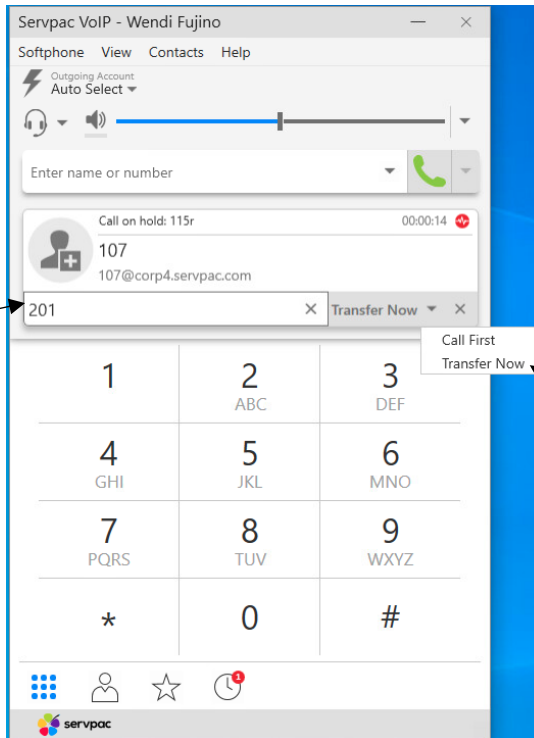 Servpac VoIP - Wendi Fujino
Softphone View Contacts Help
Outgoing Account
Auto Select
Enter name or number
Call on hold: 115r 00:00:14
107
107@corp4.servpac.com
201 Transfer Now
Call First
Transfer Now
1 2 3
ABC DEF
4 5 6
GHI JKL MNO
7 8 9
PQRS TUV WXYZ
* 0 #
1
servpac